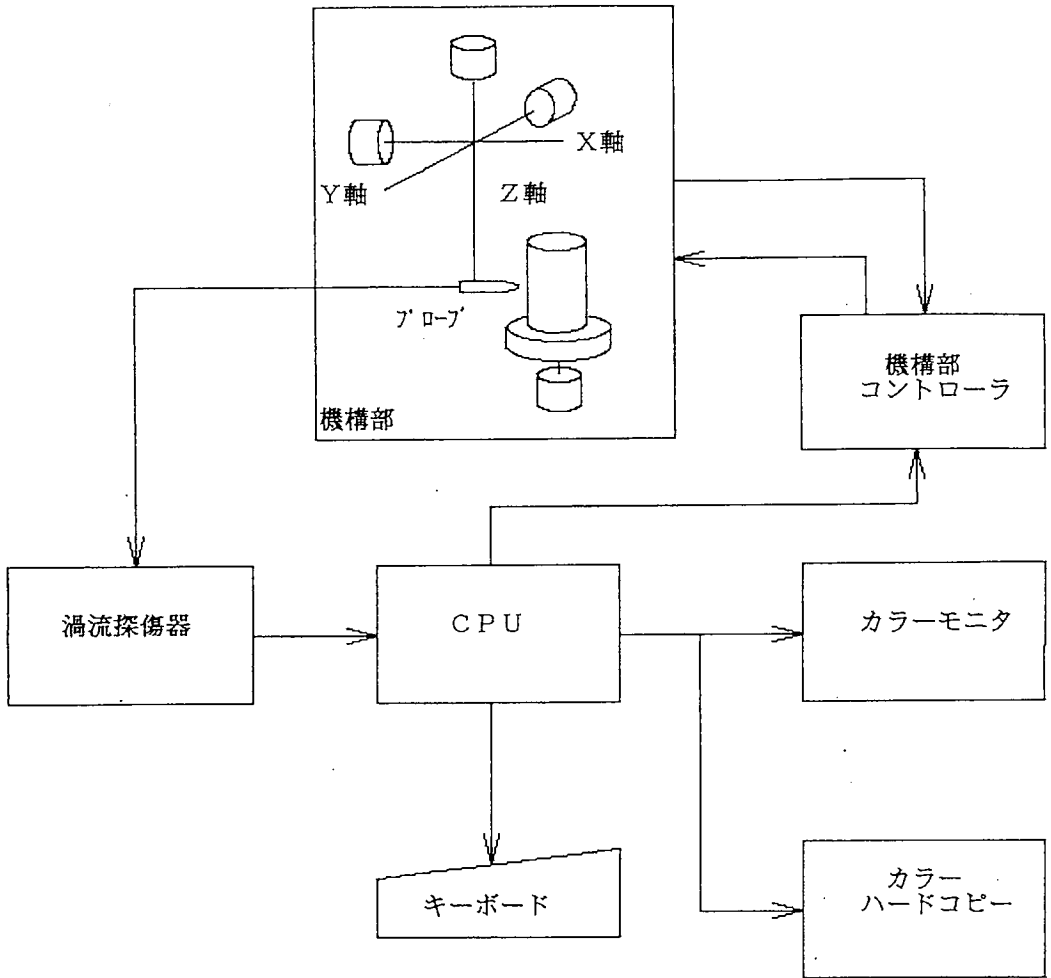 X軸
Y軸
Z軸
プローブ
機構部
機構部
コントローラ
渦流探傷器
CPU
カラーモニタ
キーボード
カラー
ハードコピー